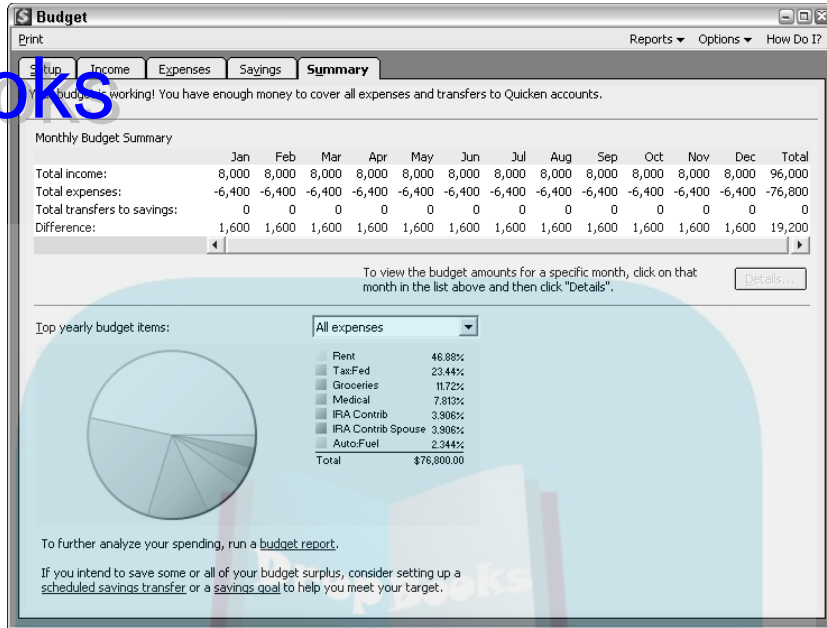 Budget
Print Reports Options How Do I?
Setup Income Expenses Savings Summary
ooks
Your budget is working! You have enough money to cover all expenses and transfers to Quicken accounts.
Monthly Budget Summary
Jan Feb Mar Apr May Jun Jul Aug Sep Oct Nov Dec Total
Total income: 8,000 8,000 8,000 8,000 8,000 8,000 8,000 8,000 8,000 8,000 8,000 8,000 96,000
Total expenses: -6,400 -6,400 -6,400 -6,400 -6,400 -6,400 -6,400 -6,400 -6,400 -6,400 -6,400 -6,400 -76,800
Total transfers to savings: 0 0 0 0 0 0 0 0 0 0 0 0 0
Difference: 1,600 1,600 1,600 1,600 1,600 1,600 1,600 1,600 1,600 1,600 1,600 1,600 19,200
To view the budget amounts for a specific month, click on that
month in the list above and then click "Details".
Details...
Top yearly budget items: All expenses
Rent 46.88%
Tax:Fed 23.44%
Groceries 11.72%
Medical 7.813%
IRA Contrib 3.906%
IRA Contrib Spouse 3.906%
Auto:Fuel 2.344%
Total $76,800.00
To further analyze your spending, run a budget report.
If you intend to save some or all of your budget surplus, consider setting up a
scheduled savings transfer or a savings goal to help you meet your target.
DropBooks